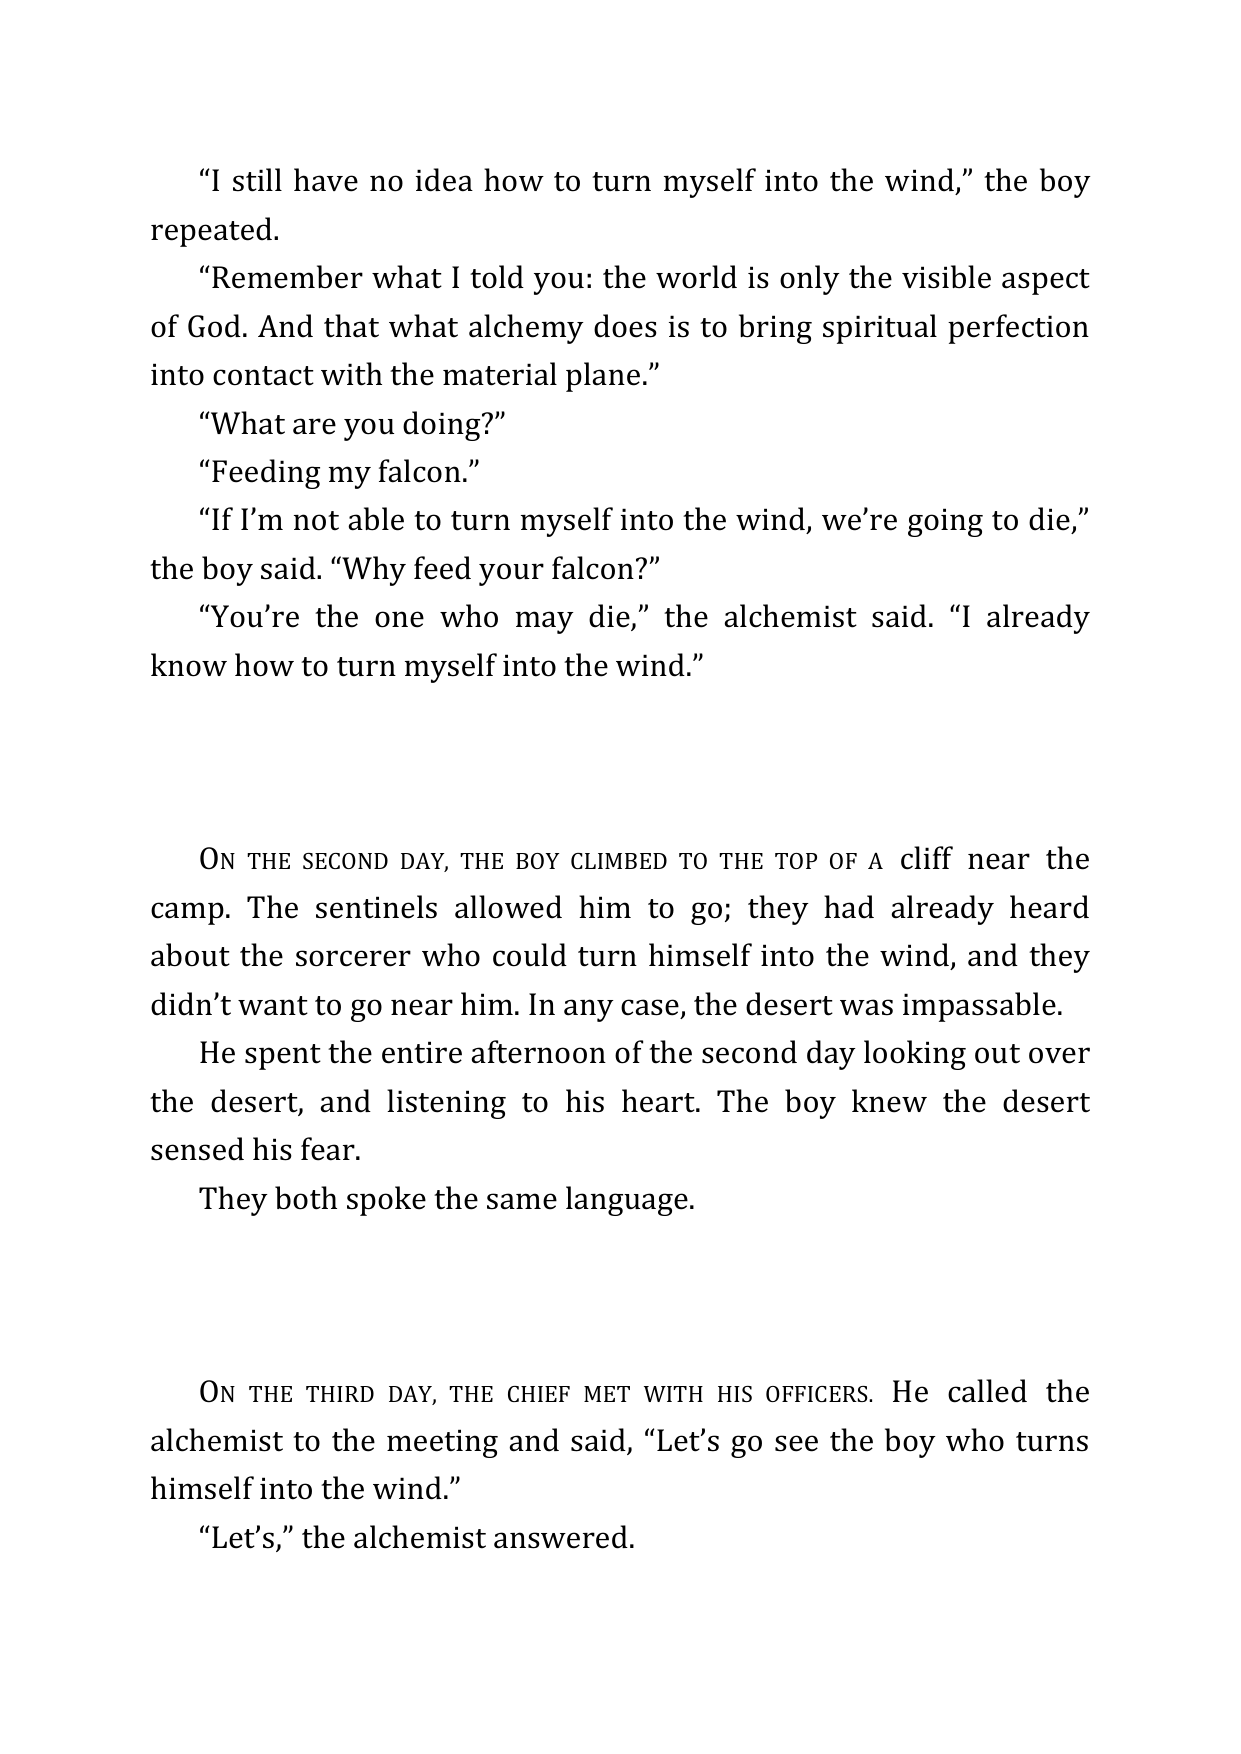 “I still have no idea how to turn myself into the wind,” the boy
repeated.
“Remember what I told you: the world is only the visible aspect
of God. And that what alchemy does is to bring spiritual perfection
into contact with the material plane.”
“What are you doing?”
“Feeding my falcon.”
“If I’m not able to turn myself into the wind, we’re going to die,”
the boy said. “Why feed your falcon?”
“You’re the one who may die,” the alchemist said. “I already
know how to turn myself into the wind.”
ON THE SECOND DAY, THE BOY CLIMBED TO THE TOP OF A cliff near the
camp. The sentinels allowed him to go; they had already heard
about the sorcerer who could turn himself into the wind, and they
didn’t want to go near him. In any case, the desert was impassable.
He spent the entire afternoon of the second day looking out over
the desert, and listening to his heart. The boy knew the desert
sensed his fear.
They both spoke the same language.
ON THE THIRD DAY, THE CHIEF MET WITH HIS OFFICERS. He called the
alchemist to the meeting and said, “Let’s go see the boy who turns
himself into the wind.”
“Let’s,” the alchemist answered.